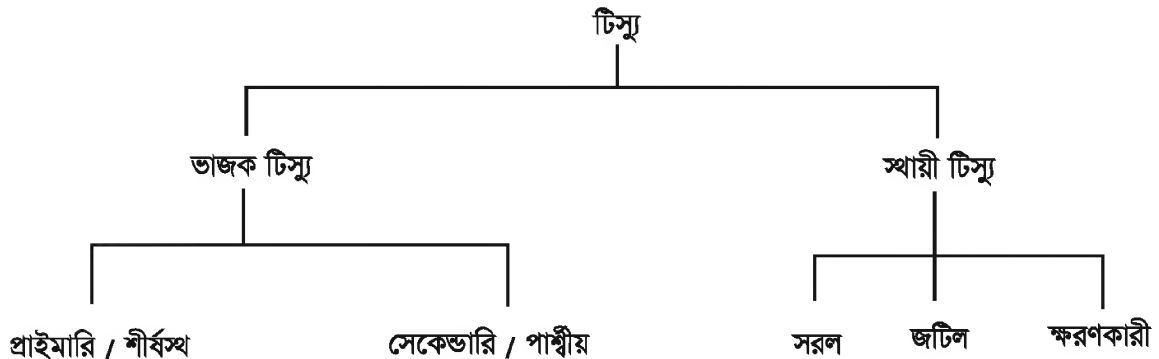 টিস্যু
ভাজক টিস্যু স্থায়ী টিস্যু
প্রাইমারি / শীর্ষস্থ সেকেন্ডারি / পার্শ্বীয় সরল জটিল ক্ষরণকারী